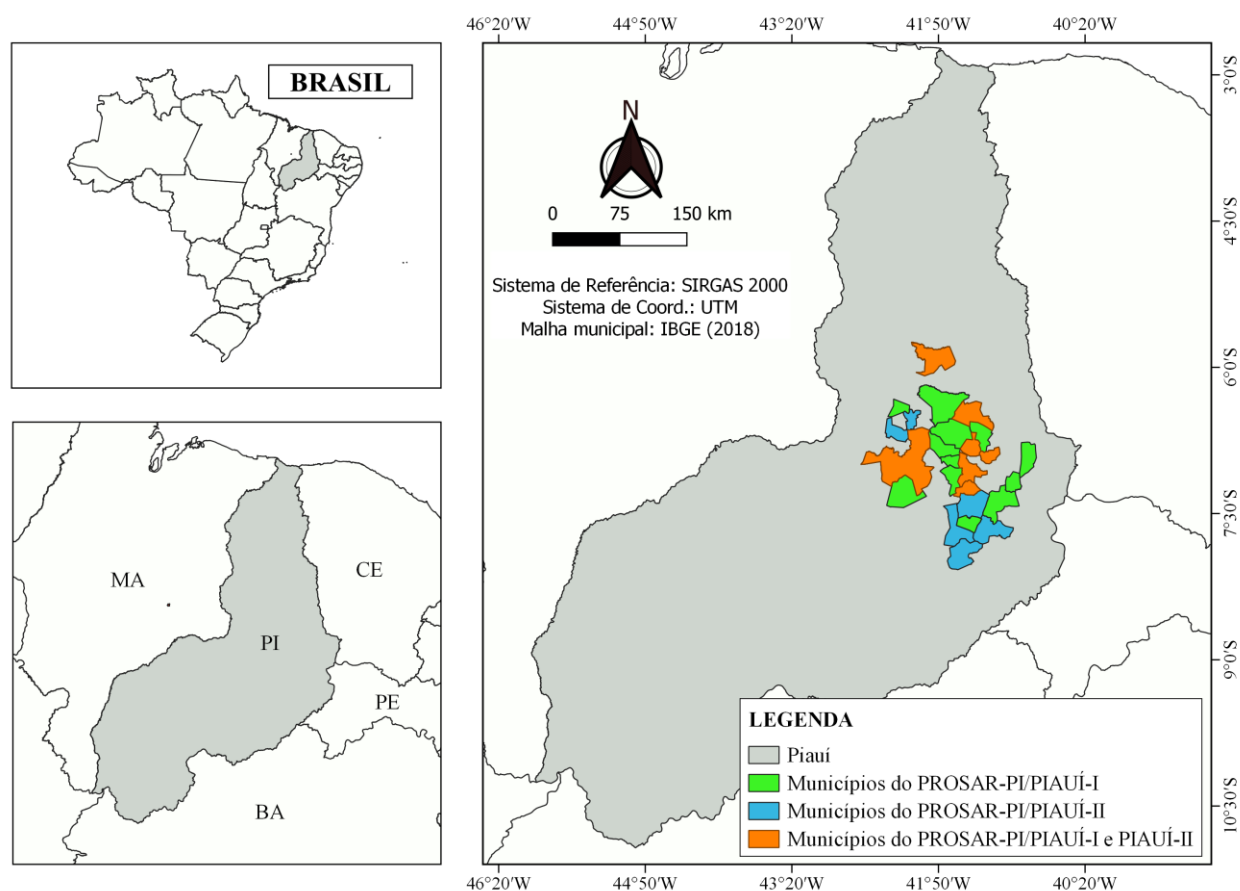 BRASIL
MA
CE
PI
PE
BA
46°20'W
44°50'W
43°20'W
41°50'W
40°20'W
N
0 75 150 km
Sistema de Referência: SIRGAS 2000
Sistema de Coord.: UTM
Malha municipal: IBGE (2018)
3°0'S
4°30'S
6°0'S
7°30'S
9°0'S
10°30'S
LEGENDA
Piauí
Municípios do PROSAR-PI/PIAUÍ-I
Municípios do PROSAR-PI/PIAUÍ-II
Municípios do PROSAR-PI/PIAUÍ-I e PIAUÍ-II
46°20'W
44°50'W
43°20'W
41°50'W
40°20'W